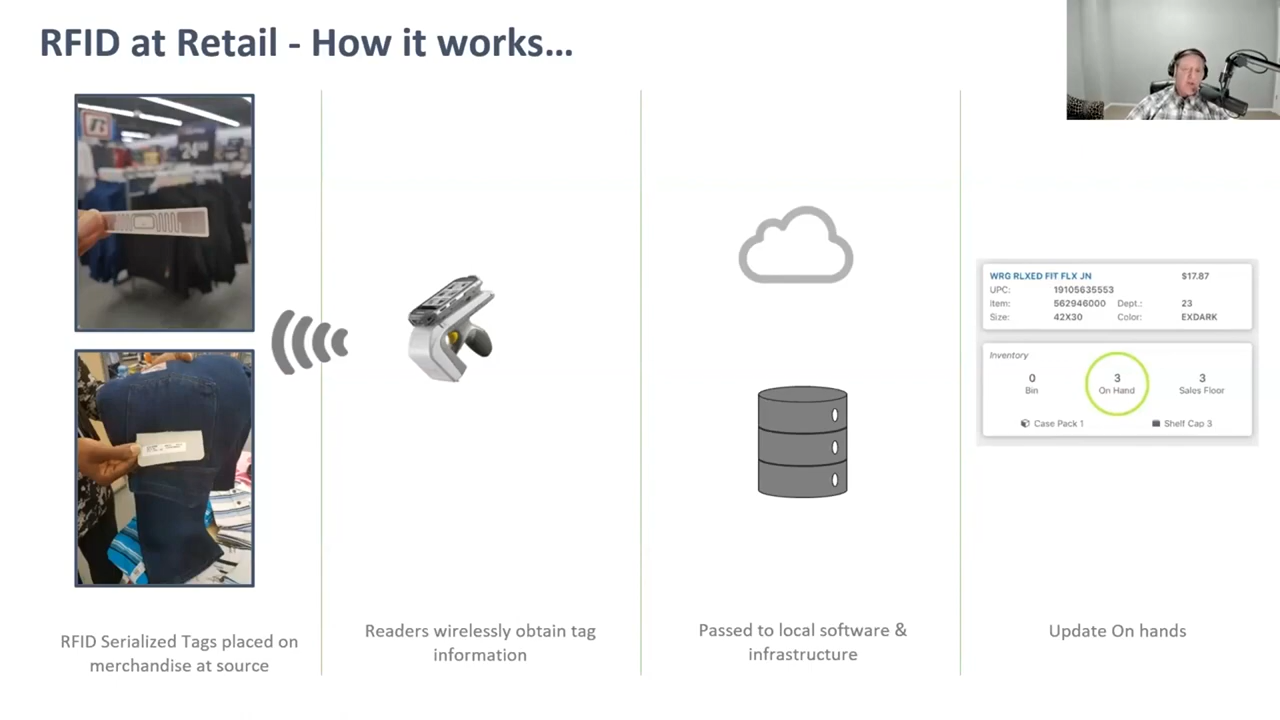 RFID at Retail - How it works...
RFID Serialized Tags placed on
merchandise at source
Readers wirelessly obtain tag
information
Passed to local software &
infrastructure
WRG RLXED FIT FLX JN $17.87
UPC: 19105635553
item: 562946000 Dept.: 23
Size: 42X30 Color: EXDARK
Inventory
0 3 3
Bin On Hand Sales Floor
Case Pack 1 Shelf Cap 3
Update On hands